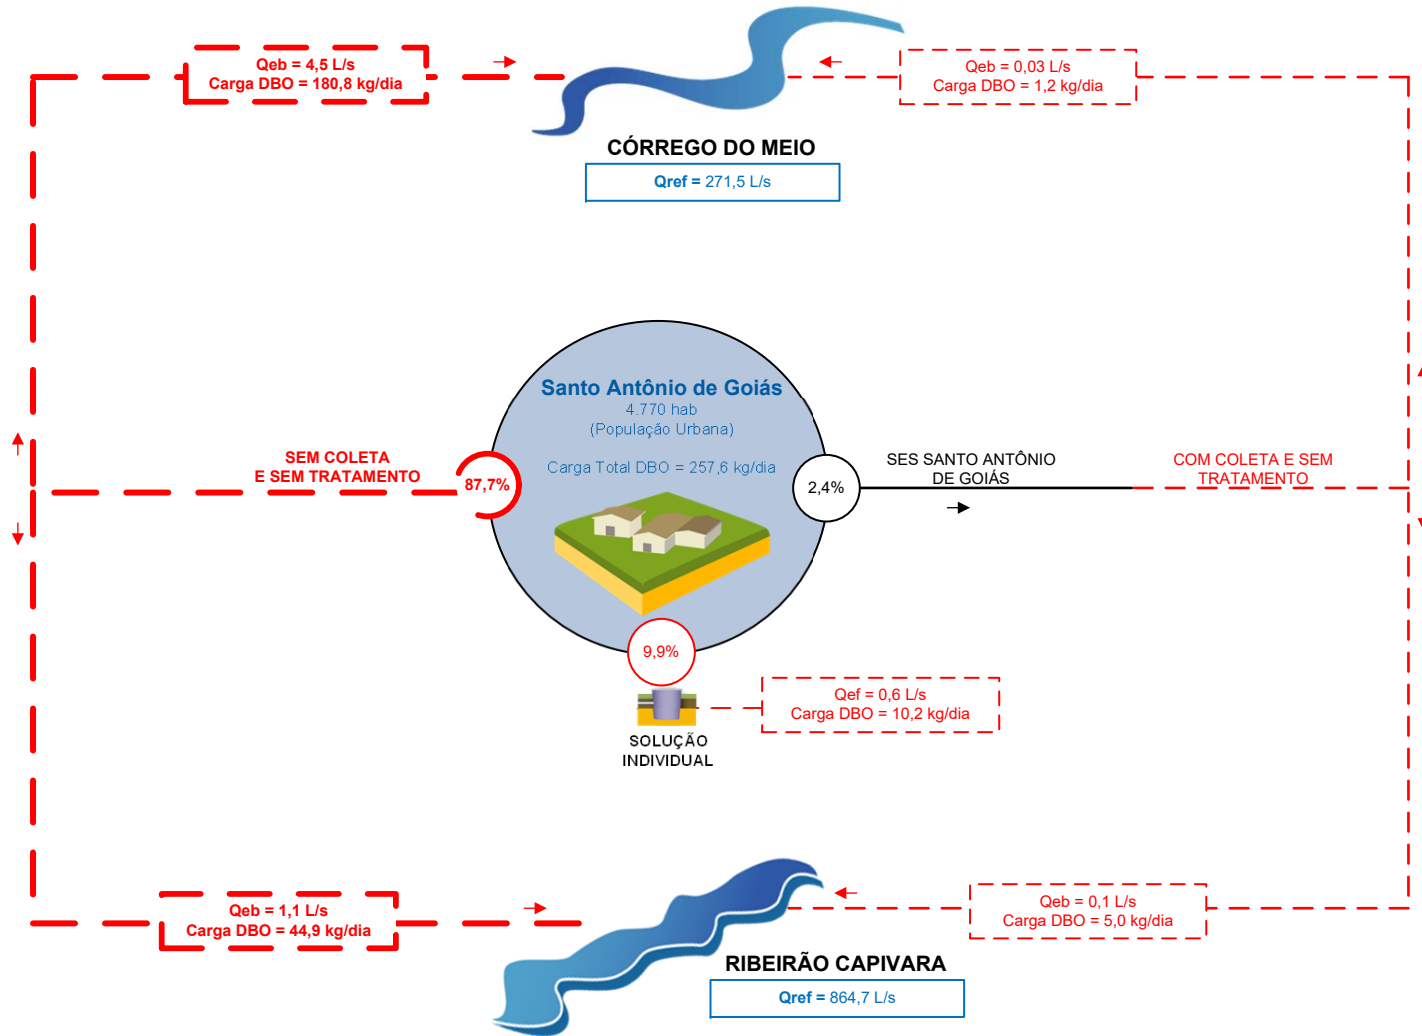 Qeb = 4,5 L/s
Carga DBO = 180,8 kg/dia
Qeb = 0,03 L/s
Carga DBO = 1,2 kg/dia
CÓRREGO DO MEIO
Qref = 271,5 L/s
Santo Antônio de Goiás
4.770 hab
(População Urbana)
Carga Total DBO = 257,6 kg/dia
SEM COLETA
E SEM TRATAMENTO
87,7%
2,4%
SES SANTO ANTÔNIO
DE GOIÁS
COM COLETA E SEM
TRATAMENTO
9,9%
Qef = 0,6 L/s
Carga DBO = 10,2 kg/dia
SOLUÇÃO
INDIVIDUAL
Qeb = 1,1 L/s
Carga DBO = 44,9 kg/dia
Qeb = 0,1 L/s
Carga DBO = 5,0 kg/dia
RIBEIRÃO CAPIVARA
Qref = 864,7 L/s